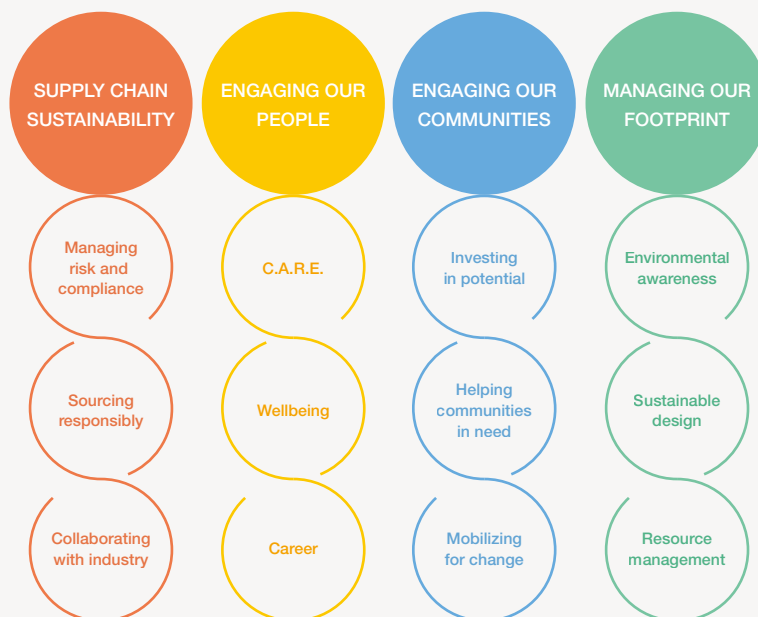 SUPPLY CHAIN
SUSTAINABILITY
Managing
risk and
compliance
Sourcing
responsibly
Collaborating
with industry
ENGAGING OUR
PEOPLE
C.A.R.E.
Wellbeing
Career
ENGAGING OUR
COMMUNITIES
Investing
in potential
Helping
communities
in need
Mobilizing
for change
MANAGING OUR
FOOTPRINT
Environmental
awareness
Sustainable
design
Resource
management